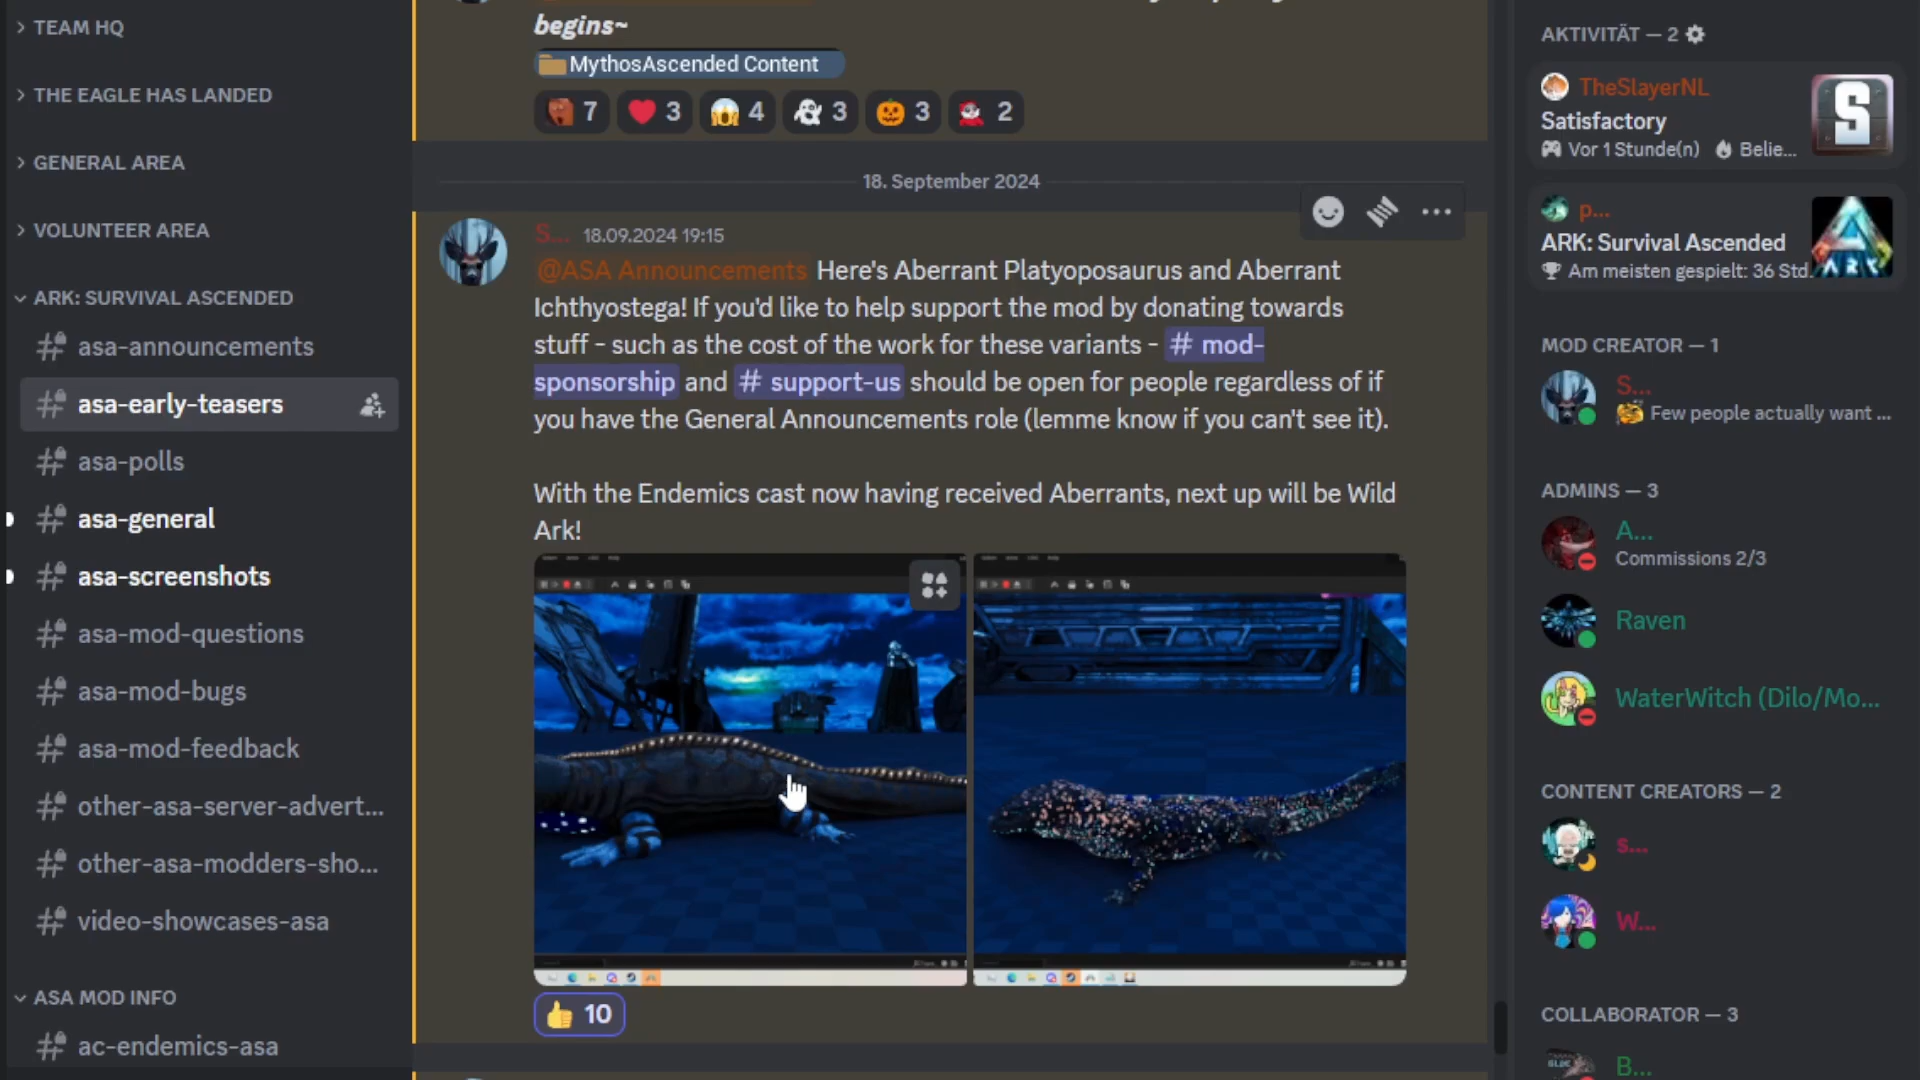 TEAM HQ
THE EAGLE HAS LANDED
GENERAL AREA
VOLUNTEER AREA
ARK: SURVIVAL ASCENDED
asa-announcements
asa-early-teasers
asa-polls
asa-general
asa-screenshots
asa-mod-questions
asa-mod-bugs
asa-mod-feedback
other-asa-server-advert...
other-asa-modders-sho...
video-showcases-asa
ASA MOD INFO
ac-endemics-asa
begins~
MythosAscended Content
7 3 4 3 3 2
18. September 2024
S... 18.09.2024 19:15
@ASA Announcements Here's Aberrant Platyoposaurus and Aberrant
Ichthyostega! If you'd like to help support the mod by donating towards
stuff - such as the cost of the work for these variants - # mod-
sponsorship and # support-us should be open for people regardless of if
you have the General Announcements role (lemme know if you can't see it).
With the Endemics cast now having received Aberrants, next up will be Wild
Ark!
10
AKTIVITÄT — 2
TheSlayerNL
Satisfactory
Vor 1 Stunde(n) Belie...
S
p...
ARK: Survival Ascended
Am meisten gespielt: 36 Std.
ARK
MOD CREATOR — 1
S...
Few people actually want ...
ADMINS — 3
A...
Commissions 2/3
Raven
WaterWitch (Dilo/Mo...
CONTENT CREATORS — 2
s...
W...
COLLABORATOR — 3
B...